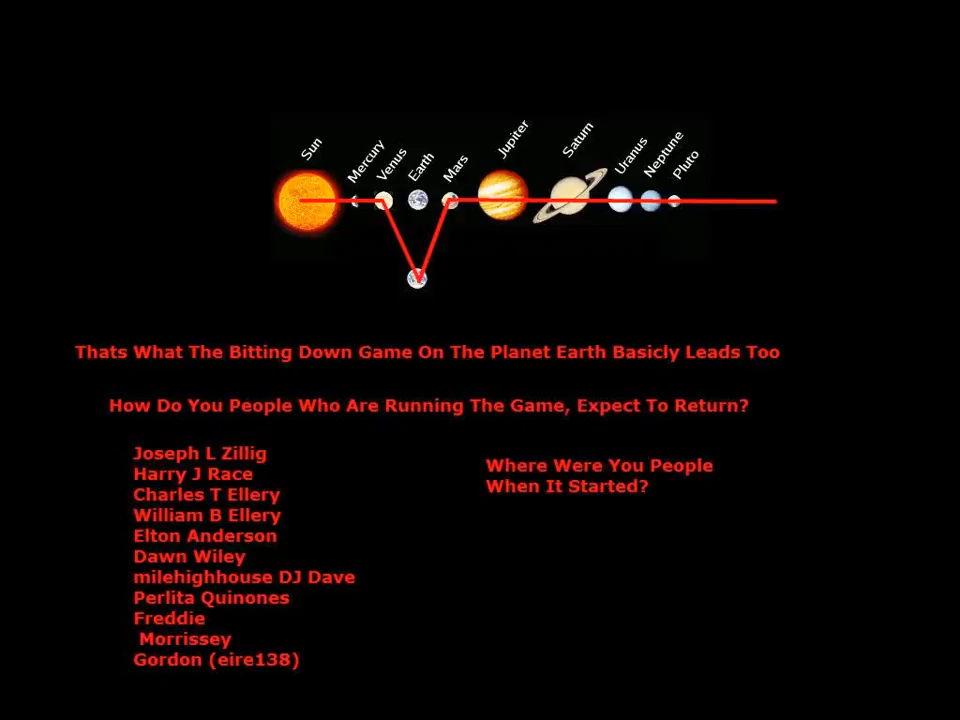 Sun
Mercury
Venus
Earth
Mars
Jupiter
Saturn
Uranus
Neptune
Pluto
Thats What The Bitting Down Game On The Planet Earth Basicly Leads Too
How Do You People Who Are Running The Game, Expect To Return?
Joseph L Zillig
Harry J Race
Charles T Ellery
William B Ellery
Elton Anderson
Dawn Wiley
milehighhouse DJ Dave
Perlita Quinones
Freddie
Morrissey
Gordon (eire138)
Where Were You People
When It Started?